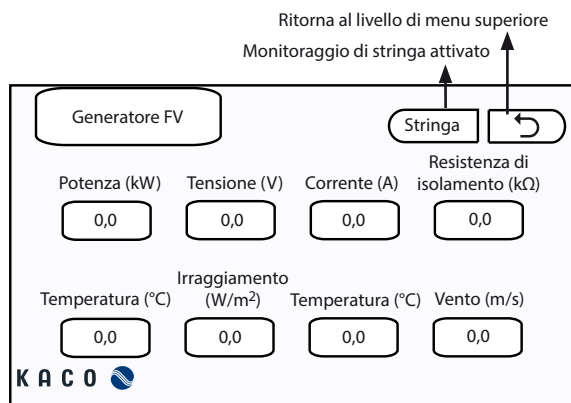 Ritorna al livello di menu superiore
Monitoraggio di stringa attivato
Generatore FV
Stringa
Potenza (kW)
Tensione (V)
Corrente (A)
Resistenza di
isolamento (kΩ)
0,0
0,0
0,0
0,0
Temperatura (°C)
Irraggiamento
(W/m²)
Temperatura (°C)
Vento (m/s)
0,0
0,0
0,0
0,0
KACO